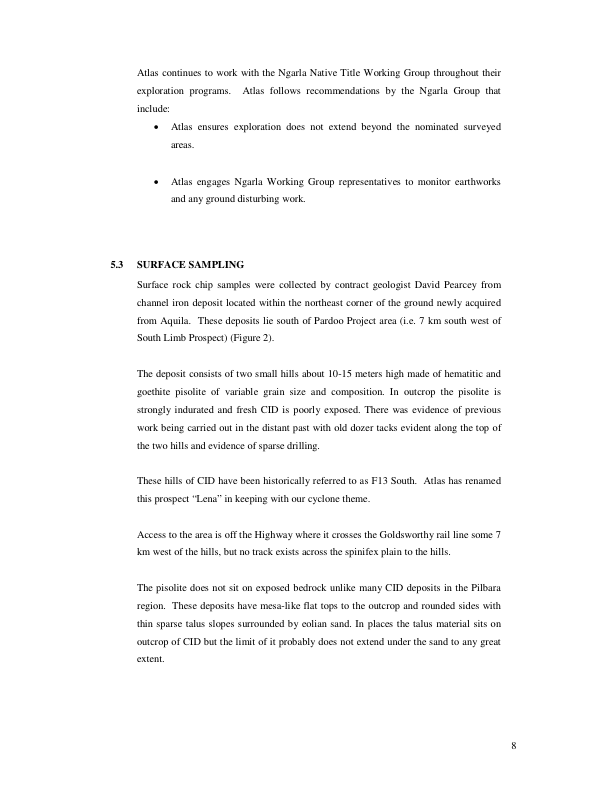 Atlas continues to work with the Ngarla Native Title Working Group throughout their
exploration programs.  Atlas follows recommendations by the Ngarla Group that
include:
• Atlas ensures exploration does not extend beyond the nominated surveyed
areas.
• Atlas engages Ngarla Working Group representatives to monitor earthworks
and any ground disturbing work.
5.3 SURFACE SAMPLING
Surface rock chip samples were collected by contract geologist David Pearcey from
channel iron deposit located within the northeast corner of the ground newly acquired
from Aquila.  These deposits lie south of Pardoo Project area (i.e. 7 km south west of
South Limb Prospect) (Figure 2).
The deposit consists of two small hills about 10-15 meters high made of hematitic and
goethite pisolite of variable grain size and composition. In outcrop the pisolite is
strongly indurated and fresh CID is poorly exposed. There was evidence of previous
work being carried out in the distant past with old dozer tacks evident along the top of
the two hills and evidence of sparse drilling.
These hills of CID have been historically referred to as F13 South.  Atlas has renamed
this prospect “Lena” in keeping with our cyclone theme.
Access to the area is off the Highway where it crosses the Goldsworthy rail line some 7
km west of the hills, but no track exists across the spinifex plain to the hills.
The pisolite does not sit on exposed bedrock unlike many CID deposits in the Pilbara
region.  These deposits have mesa-like flat tops to the outcrop and rounded sides with
thin sparse talus slopes surrounded by eolian sand. In places the talus material sits on
outcrop of CID but the limit of it probably does not extend under the sand to any great
extent.
8